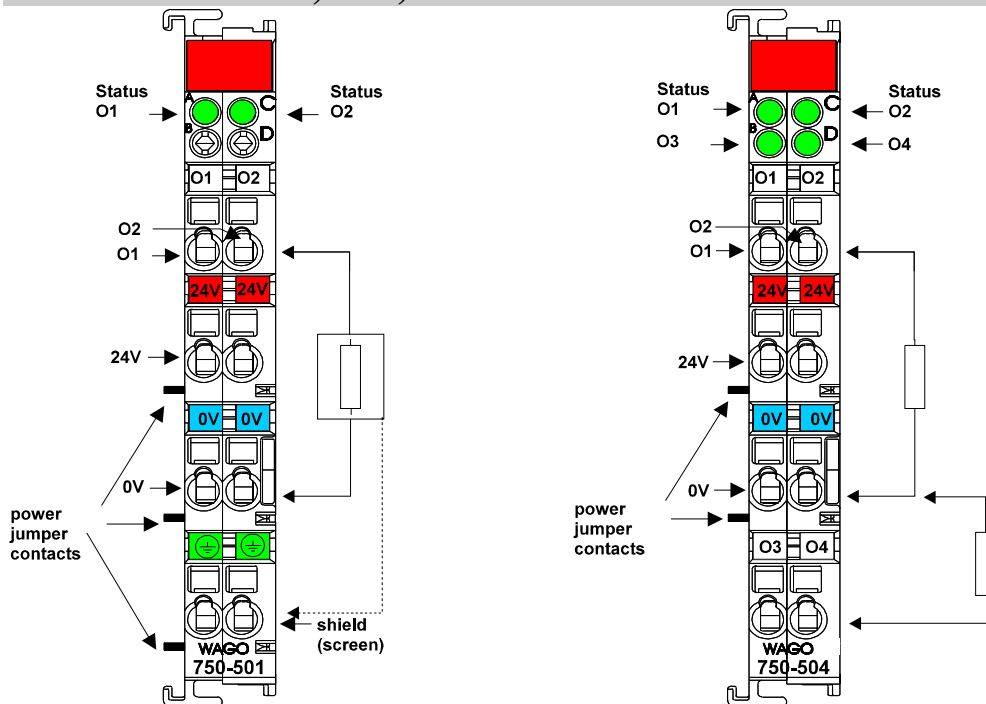 Status
O1
Status
O2
A
C
B
D
O1 O2
O2
O1
24V 24V
24V
0V 0V
0V
power
jumper
contacts
shield
(screen)
WAGO
750-501
Status
O1
O3
Status
O2
O4
A
C
B
D
O1 O2
O2
O1
24V 24V
24V
0V 0V
0V
power
jumper
contacts
O3 O4
WAGO
750-504